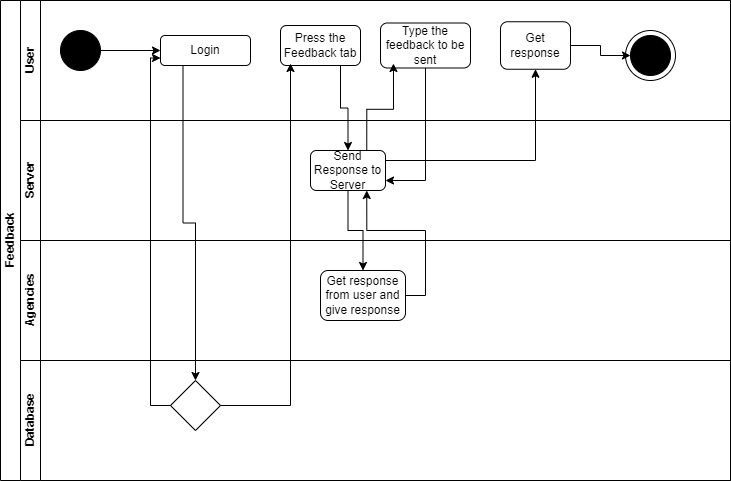 Feedback
User
Login
Press the
Feedback tab
Type the
feedback to be
sent
Get
response
Server
Send
Response to
Server
Agencies
Get response
from user and
give response
Database